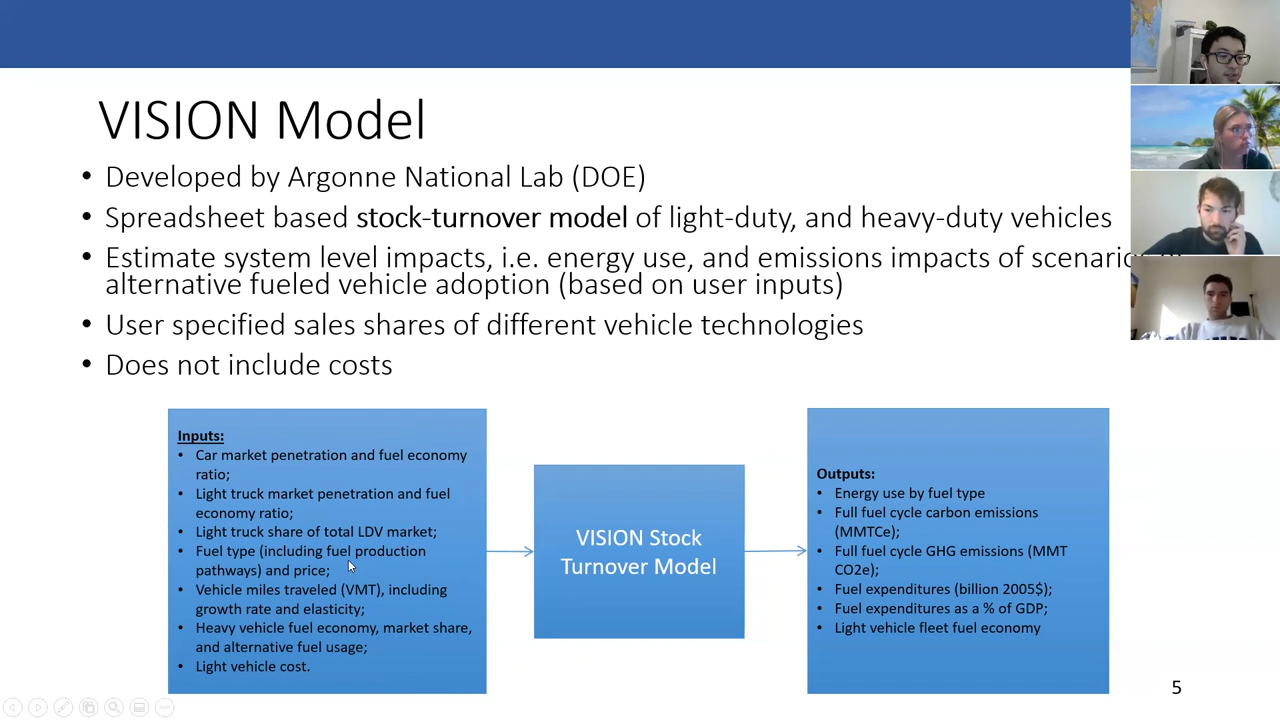 VISION Model
• Developed by Argonne National Lab (DOE)
• Spreadsheet based stock-turnover model of light-duty, and heavy-duty vehicles
• Estimate system level impacts, i.e. energy use, and emissions impacts of
alternative fueled vehicle adoption (based on user inputs)
• User specified sales shares of different vehicle technologies
• Does not include costs
Inputs:
• Car market penetration and fuel economy
ratio;
• Light truck market penetration and fuel
economy ratio;
• Light truck share of total LDV market;
• Fuel type (including fuel production
pathways) and price;
• Vehicle miles traveled (VMT), including
growth rate and elasticity;
• Heavy vehicle fuel economy, market share,
and alternative fuel usage;
• Light vehicle cost.
VISION Stock
Turnover Model
Outputs:
• Energy use by fuel type
• Full fuel cycle carbon emissions
(MMTCe);
• Full fuel cycle GHG emissions (MMT
CO2e);
• Fuel expenditures (billion 2005$);
• Fuel expenditures as a % of GDP;
• Light vehicle fleet fuel economy
5